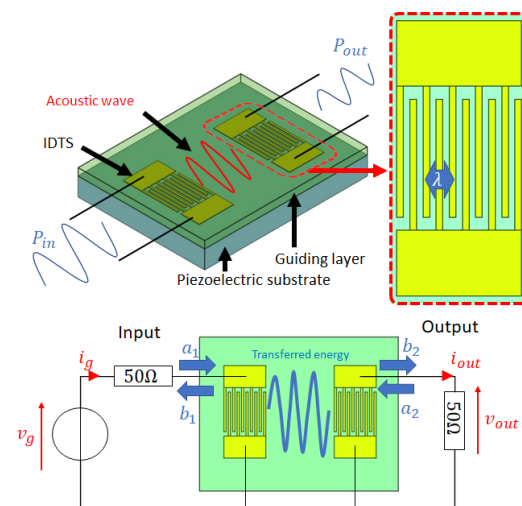 P_out
Acoustic wave
IDTS
λ
P_in
Guiding layer
Piezoelectric substrate
Input
Output
a_1
Transferred energy
b_2
i_g
50Ω
i_out
b_1
a_2
v_g
50Ω
v_out